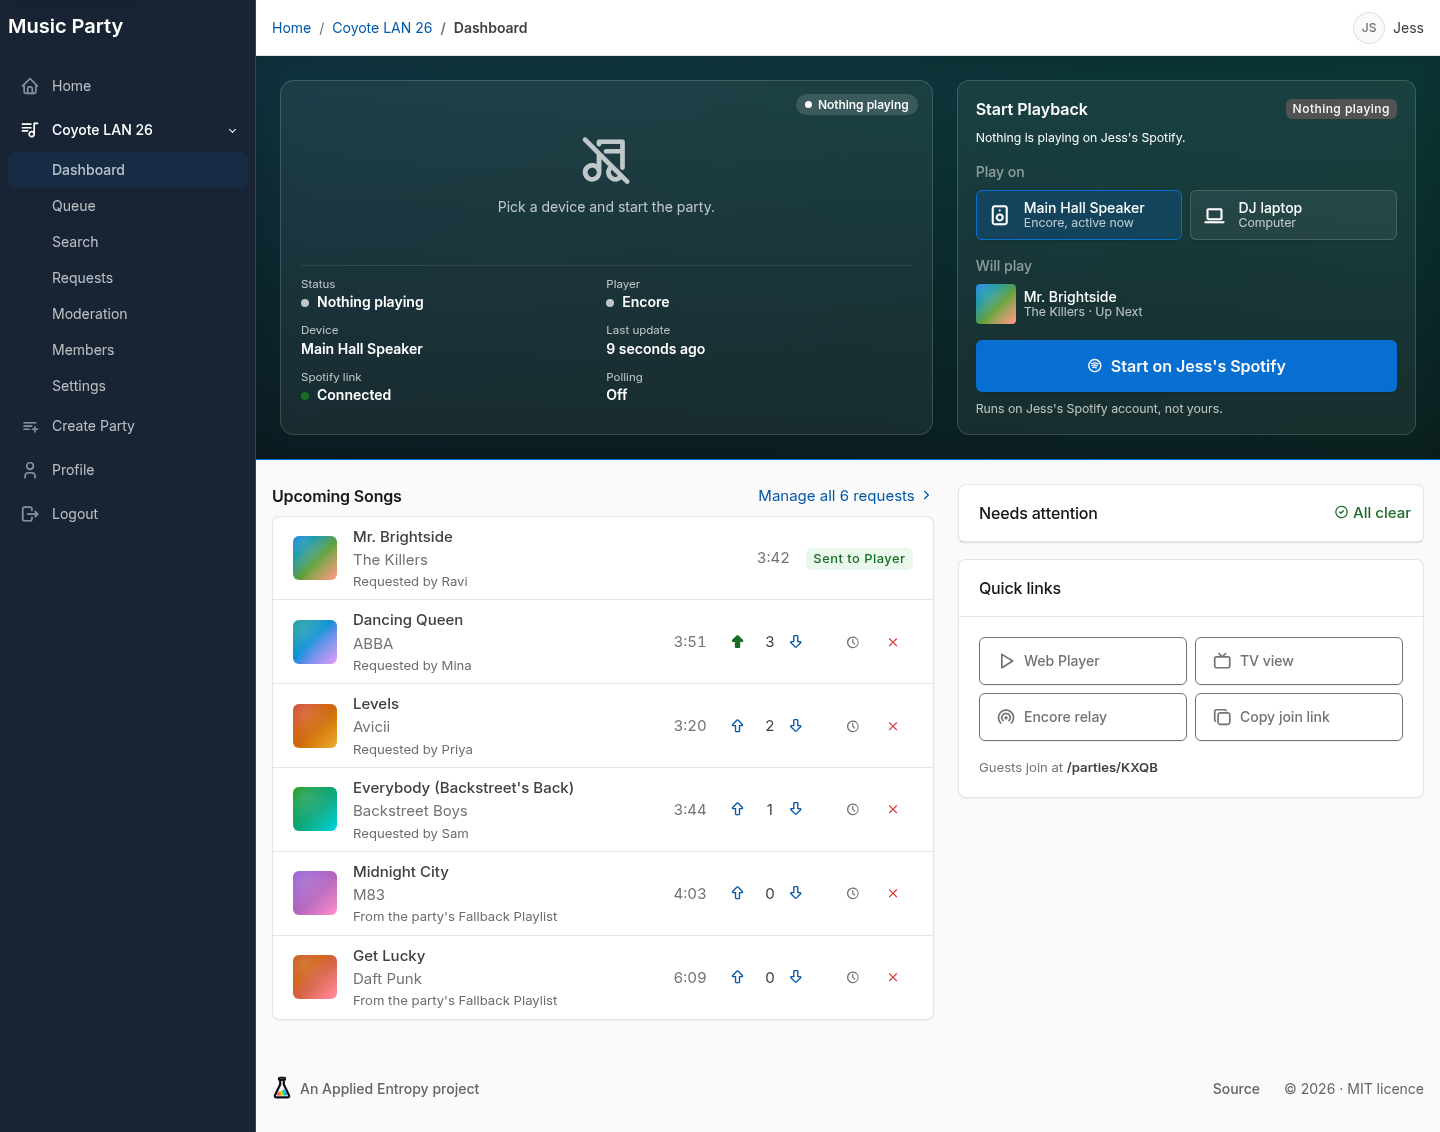 Music Party
Home
Coyote LAN 26
Dashboard
Queue
Search
Requests
Moderation
Members
Settings
Create Party
Profile
Logout
Home / Coyote LAN 26 / Dashboard
JS Jess
Nothing playing
Pick a device and start the party.
Status
Nothing playing
Player
Encore
Device
Main Hall Speaker
Last update
9 seconds ago
Spotify link
Connected
Polling
Off
Start Playback
Nothing playing
Nothing is playing on Jess's Spotify.
Play on
Main Hall Speaker
Encore, active now
DJ laptop
Computer
Will play
Mr. Brightside
The Killers · Up Next
Start on Jess's Spotify
Runs on Jess's Spotify account, not yours.
Upcoming Songs
Manage all 6 requests
Mr. Brightside
The Killers
Requested by Ravi
3:42 Sent to Player
Dancing Queen
ABBA
Requested by Mina
3:51 3
Levels
Avicii
Requested by Priya
3:20 2
Everybody (Backstreet's Back)
Backstreet Boys
Requested by Sam
3:44 1
Midnight City
M83
From the party's Fallback Playlist
4:03 0
Get Lucky
Daft Punk
From the party's Fallback Playlist
6:09 0
Needs attention
All clear
Quick links
Web Player
TV view
Encore relay
Copy join link
Guests join at /parties/KXQB
An Applied Entropy project
Source
© 2026 · MIT licence